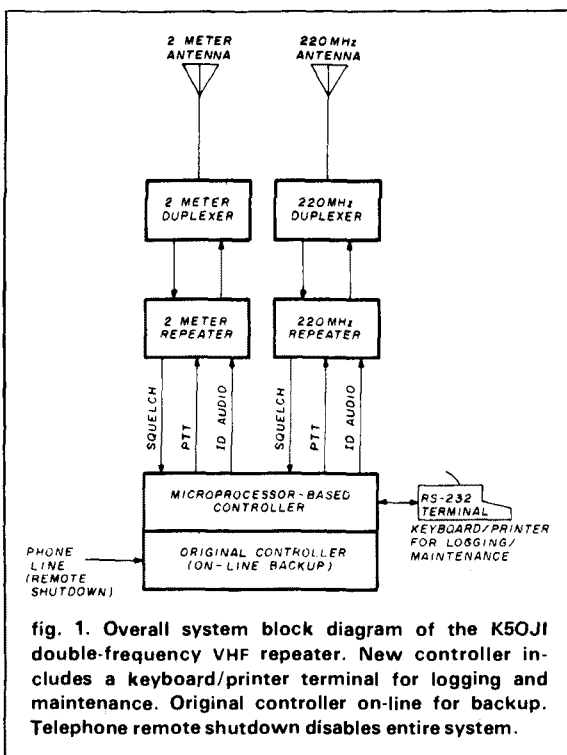 2 METER
ANTENNA
220MHz
ANTENNA
2 METER
DUPLEXER
220MHz
DUPLEXER
2 METER
REPEATER
220MHz
REPEATER
SQUELCH
PTT
ID AUDIO
SQUELCH
PTT
ID AUDIO
MICROPROCESSOR-BASED
CONTROLLER
RS-232
TERMINAL
KEYBOARD/PRINTER
FOR LOGGING/
MAINTENANCE
PHONE
LINE
(REMOTE
SHUTDOWN)
ORIGINAL CONTROLLER
(ON-LINE BACKUP)
fig. 1. Overall system block diagram of the K5OJI
double-frequency VHF repeater. New controller in-
cludes a keyboard/printer terminal for logging and
maintenance. Original controller on-line for backup.
Telephone remote shutdown disables entire system.